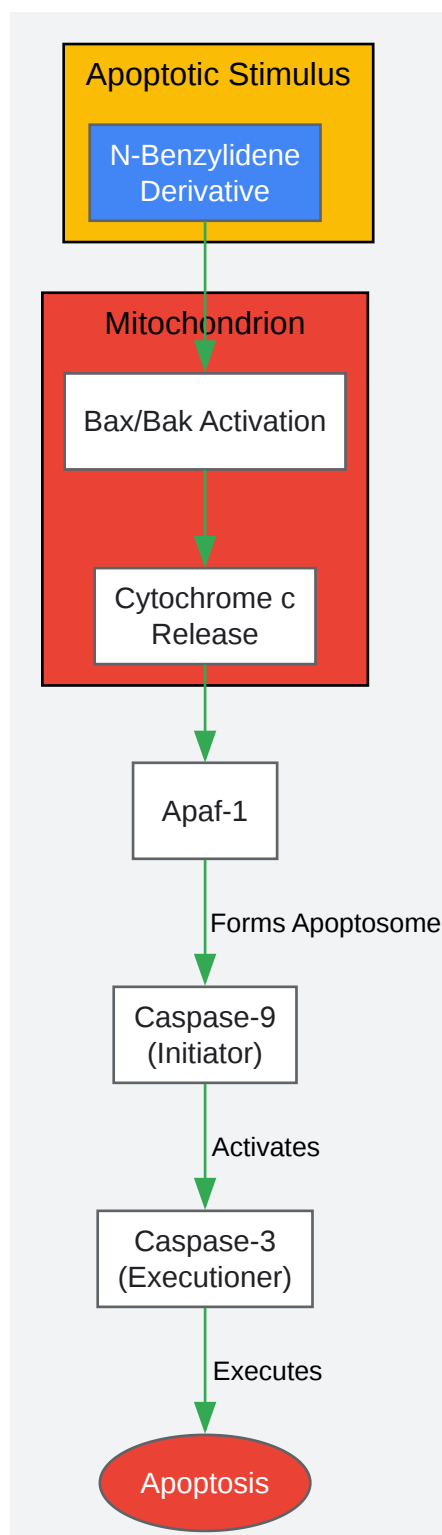 Apoptotic Stimulus
N-Benzylidene
Derivative
Mitochondrion
Bax/Bak Activation
Cytochrome c
Release
Apaf-1
Forms Apoptosome
Caspase-9
(Initiator)
Activates
Caspase-3
(Executioner)
Executes
Apoptosis